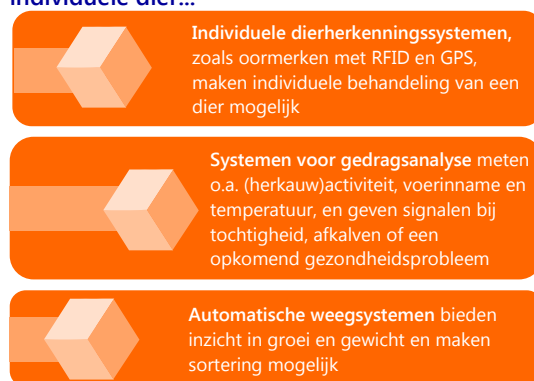 individuele dier...
Individuele dierherkenningssystemen,
zoals oormerken met RFID en GPS,
maken individuele behandeling van een
dier mogelijk
Systemen voor gedragsanalyse meten
o.a. (herkauw)activiteit, voerinname en
temperatuur, en geven signalen bij
tochtigheid, afkalven of een
opkomend gezondheidsprobleem
Automatische weegsystemen bieden
inzicht in groei en gewicht en maken
sortering mogelijk